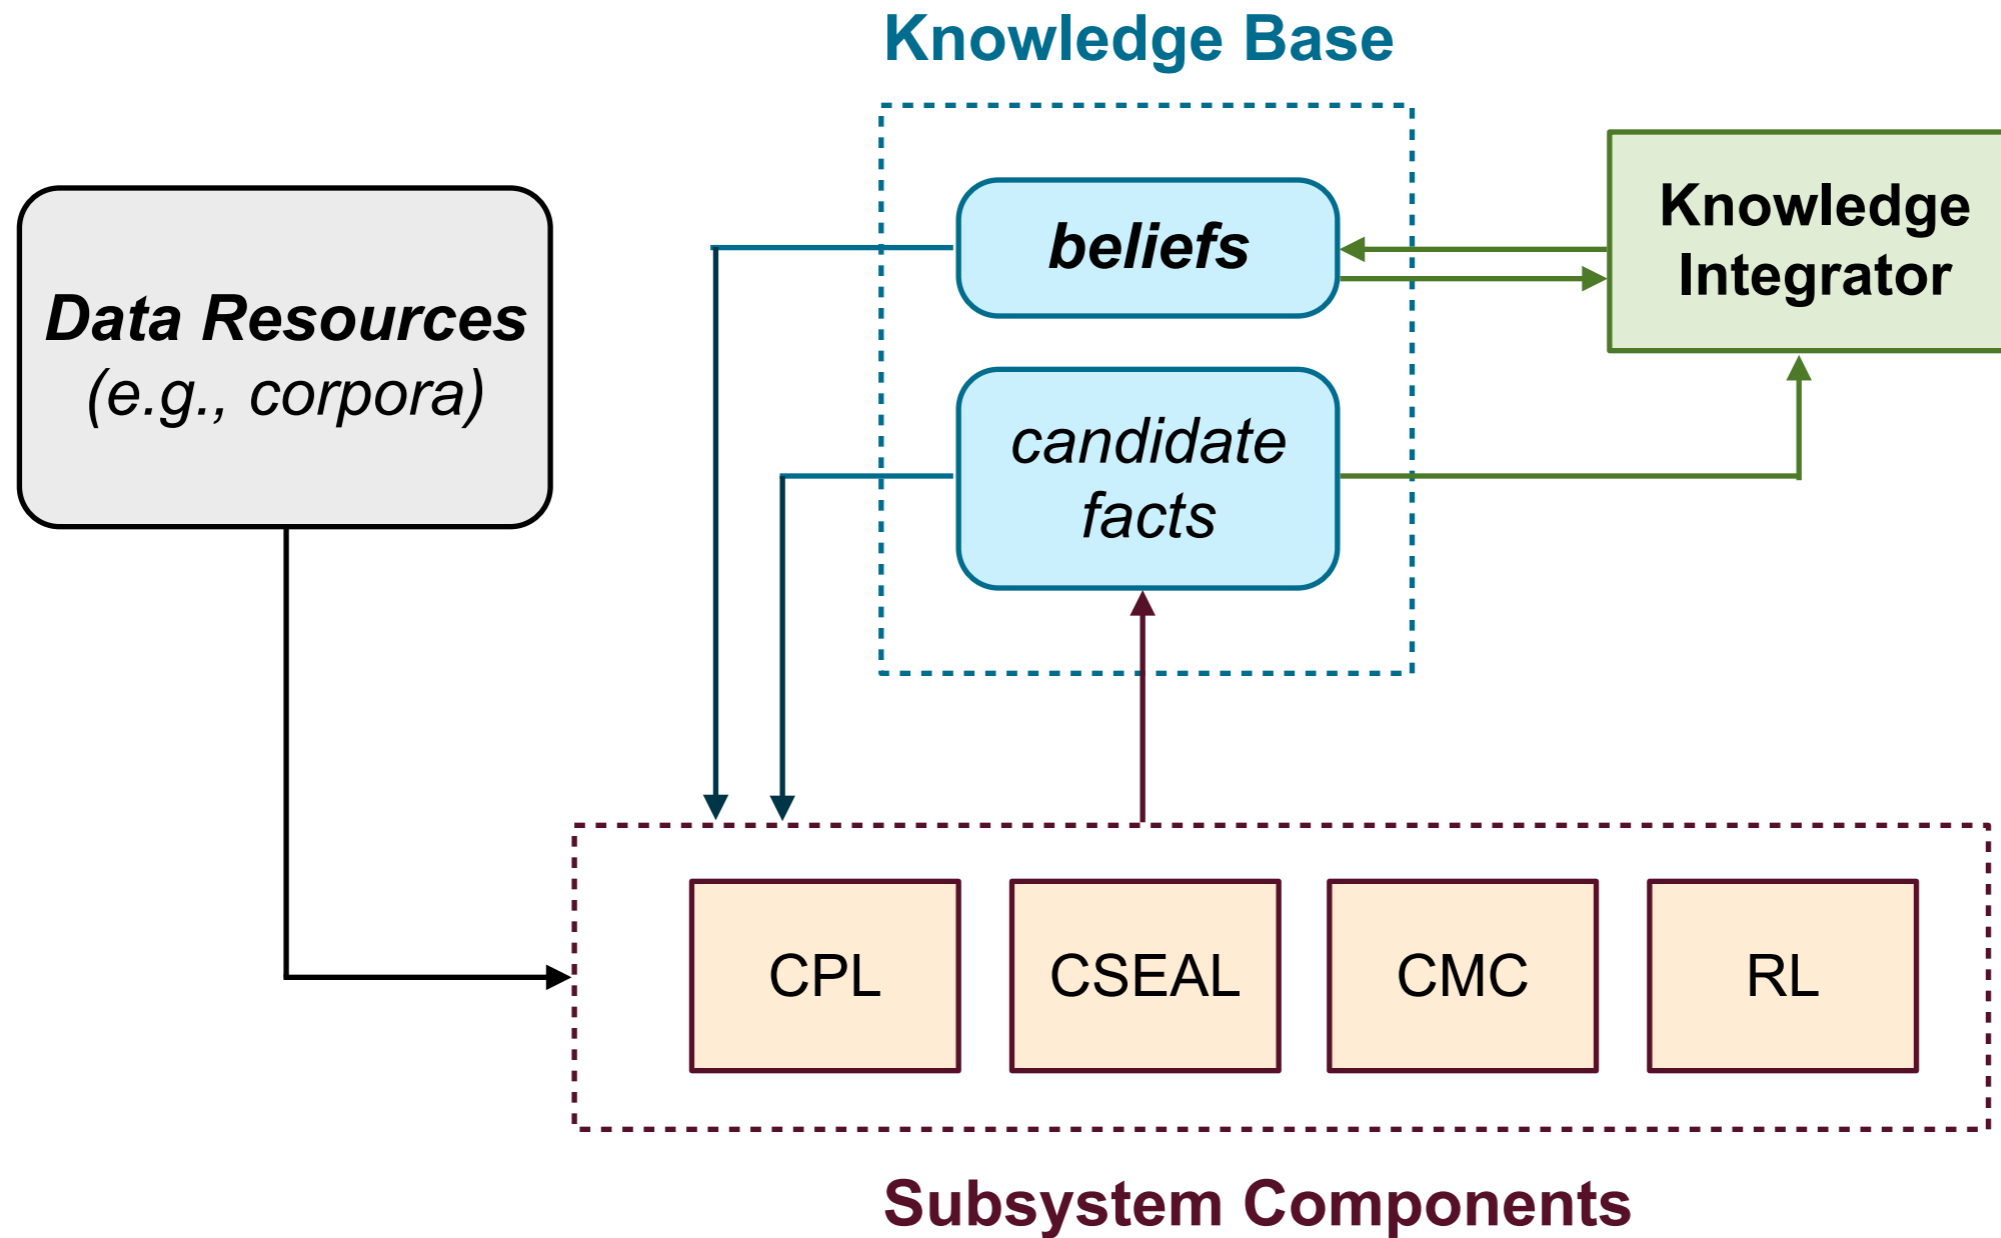 Knowledge Base
Data Resources
(e.g., corpora)
beliefs
candidate
facts
Knowledge
Integrator
CPL
CSEAL
CMC
RL
Subsystem Components